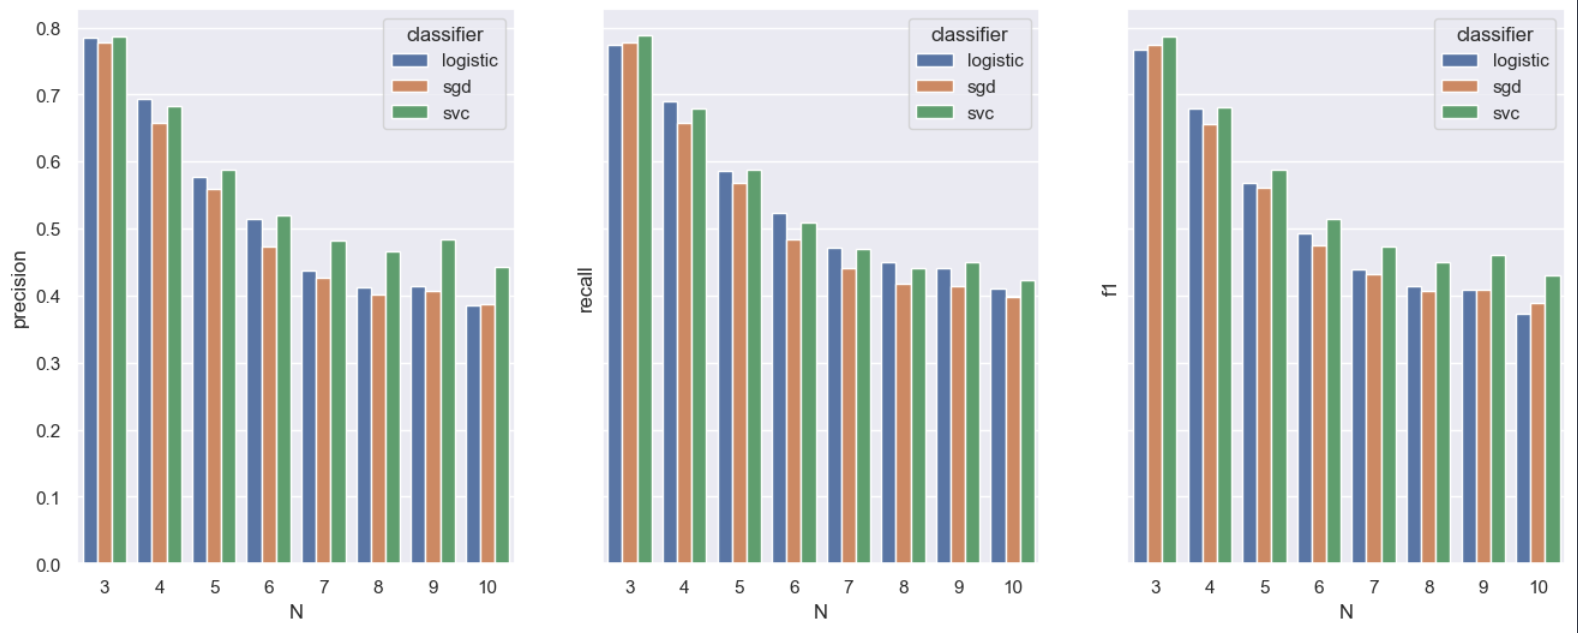 classifier
logistic
sgd
svc
precision
0.8
0.7
0.6
0.5
0.4
0.3
0.2
0.1
0.0
3 4 5 6 7 8 9 10
N
classifier
logistic
sgd
svc
recall
3 4 5 6 7 8 9 10
N
classifier
logistic
sgd
svc
f1
3 4 5 6 7 8 9 10
N